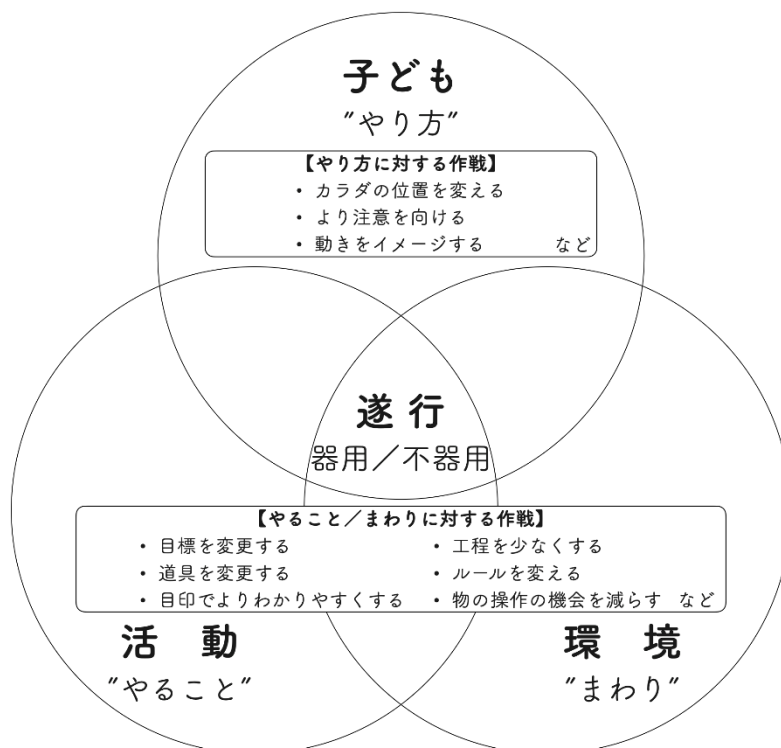 子ども
“やり方”
【やり方に対する作戦】
・ カラダの位置を変える
・ より注意を向ける
・ 動きをイメージする　など
遂行
器用／不器用
【やること／まわりに対する作戦】
・ 目標を変更する
・ 道具を変更する
・ 目印でよりわかりやすくする
・ 工程を少なくする
・ ルールを変える
・ 物の操作の機会を減らす　など
活　動
“やること”
環　境
“まわり”